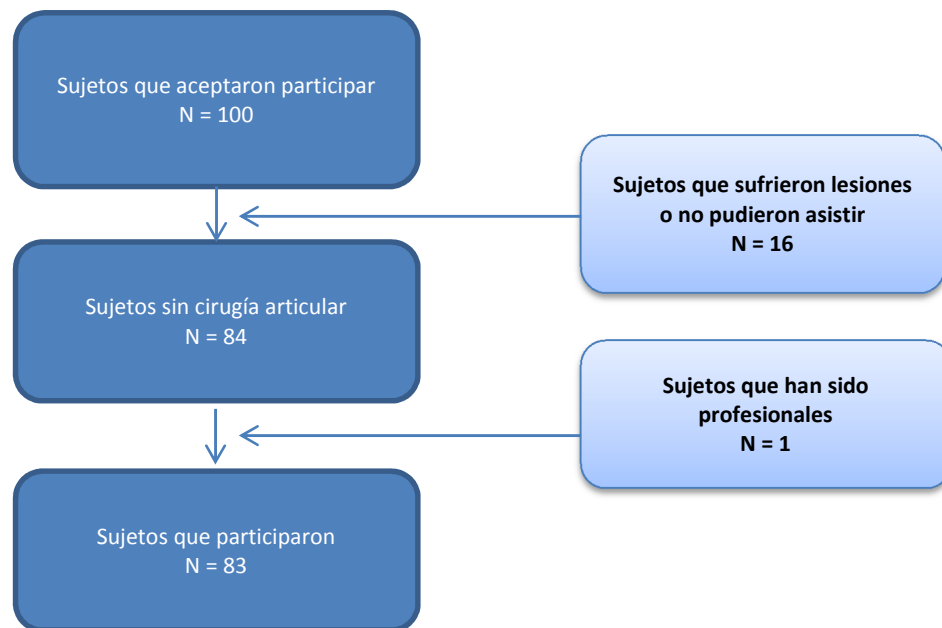 Sujetos que aceptaron participar
N = 100
Sujetos que sufrieron lesiones
o no pudieron asistir
N = 16
Sujetos sin cirugía articular
N = 84
Sujetos que han sido
profesionales
N = 1
Sujetos que participaron
N = 83